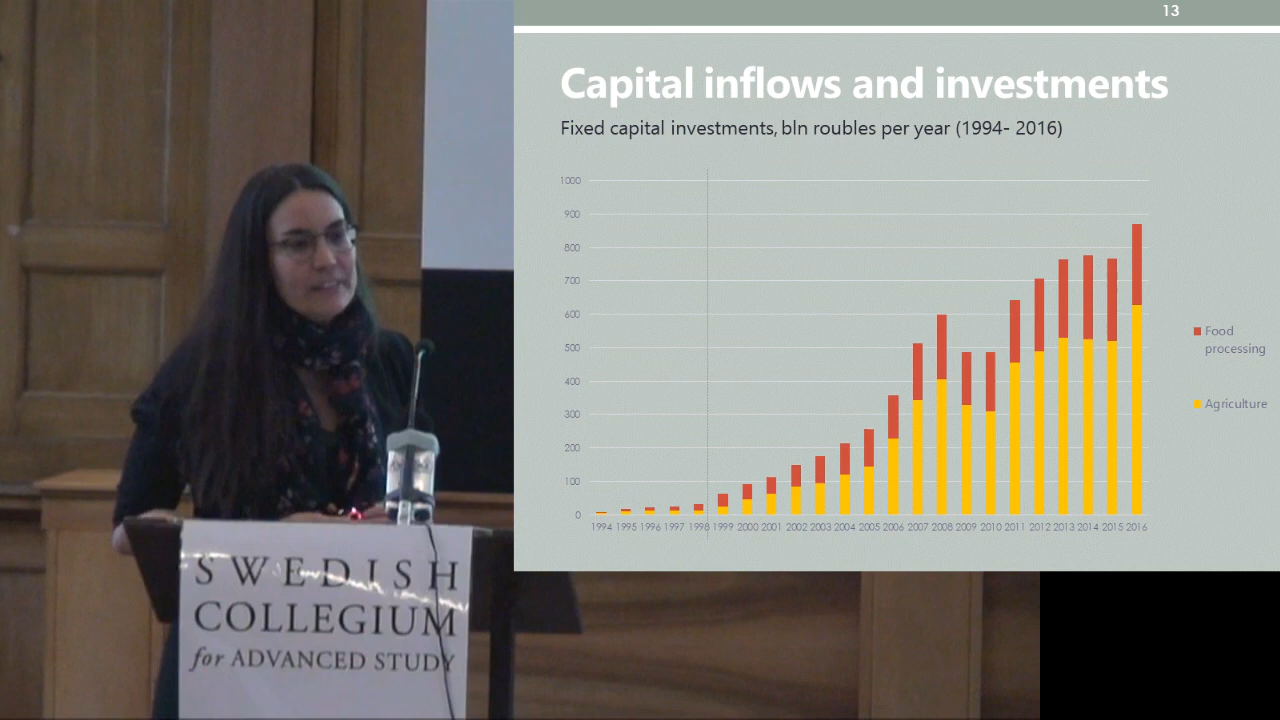 13
Capital inflows and investments
Fixed capital investments, bln roubles per year (1994- 2016)
1000
900
800
700
600
500
400
300
200
100
0
1994 1995 1996 1997 1998 1999 2000 2001 2002 2003 2004 2005 2006 2007 2008 2009 2010 2011 2012 2013 2014 2015 2016
Food
processing
Agriculture
SWEDISH
COLLEGIUM
for ADVANCED STUDY